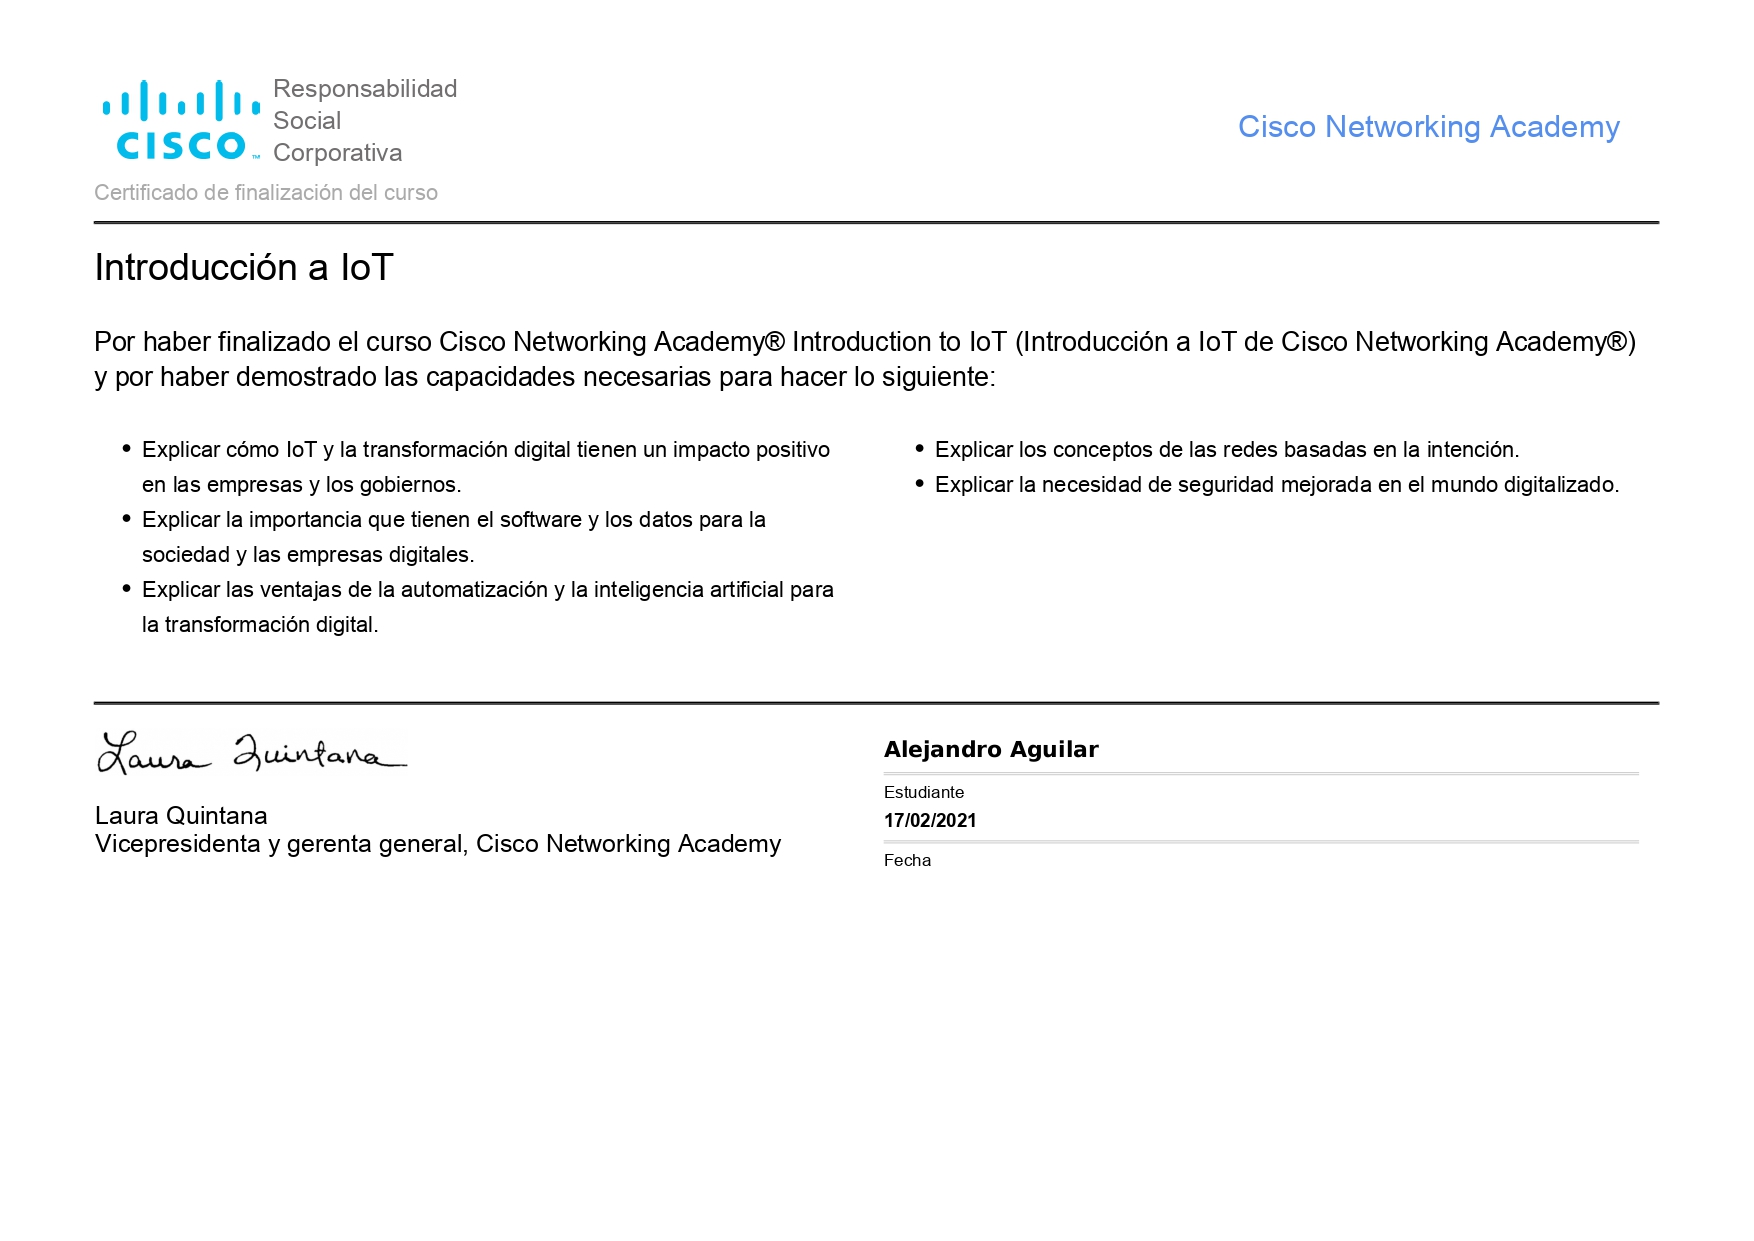 Responsabilidad
Social
Corporativa
CISCO™
Cisco Networking Academy
Certificado de finalización del curso
Introducción a IoT
Por haber finalizado el curso Cisco Networking Academy® Introduction to IoT (Introducción a IoT de Cisco Networking Academy®)
y por haber demostrado las capacidades necesarias para hacer lo siguiente:
• Explicar cómo IoT y la transformación digital tienen un impacto positivo
en las empresas y los gobiernos.
• Explicar la importancia que tienen el software y los datos para la
sociedad y las empresas digitales.
• Explicar las ventajas de la automatización y la inteligencia artificial para
la transformación digital.
• Explicar los conceptos de las redes basadas en la intención.
• Explicar la necesidad de seguridad mejorada en el mundo digitalizado.
Laura Quintana
Laura Quintana
Vicepresidenta y gerenta general, Cisco Networking Academy
Alejandro Aguilar
Estudiante
17/02/2021
Fecha